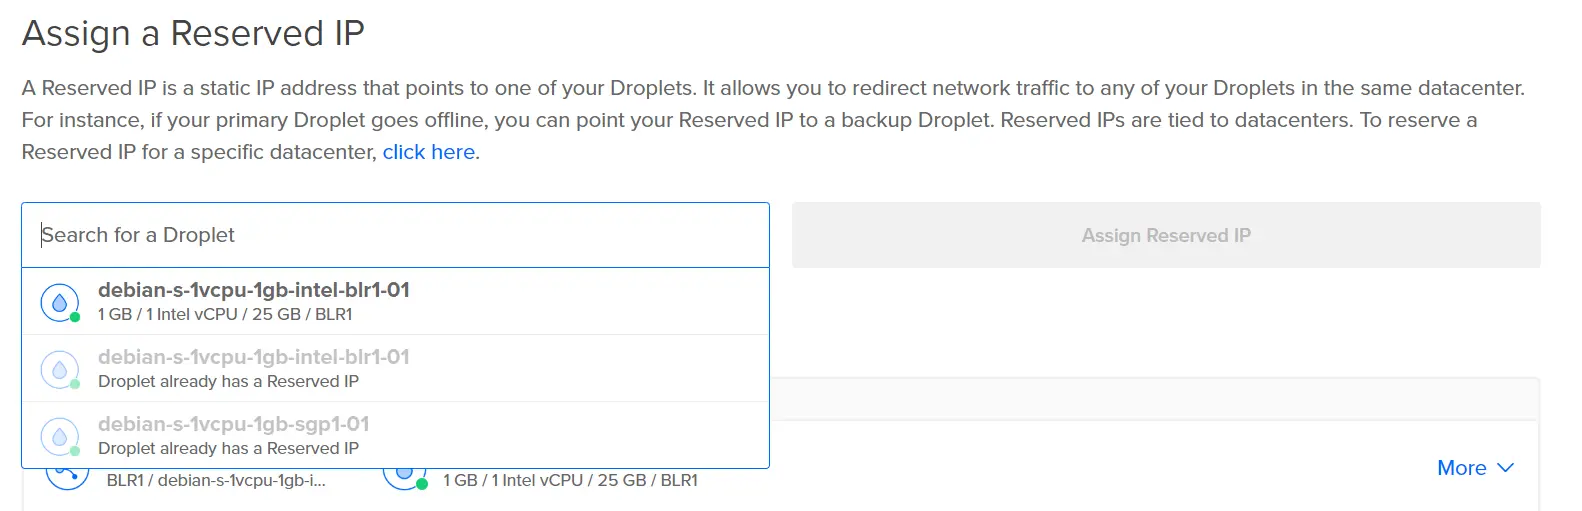 Assign a Reserved IP
A Reserved IP is a static IP address that points to one of your Droplets. It allows you to redirect network traffic to any of your Droplets in the same datacenter.
For instance, if your primary Droplet goes offline, you can point your Reserved IP to a backup Droplet. Reserved IPs are tied to datacenters. To reserve a
Reserved IP for a specific datacenter, click here.
Search for a Droplet
Assign Reserved IP
debian-s-1vcpu-1gb-intel-blr1-01
1 GB / 1 Intel vCPU / 25 GB / BLR1
debian-s-1vcpu-1gb-intel-blr1-01
Droplet already has a Reserved IP
debian-s-1vcpu-1gb-sgp1-01
Droplet already has a Reserved IP
BLR1 / debian-s-1vcpu-1gb-i...
1 GB / 1 Intel vCPU / 25 GB / BLR1
More